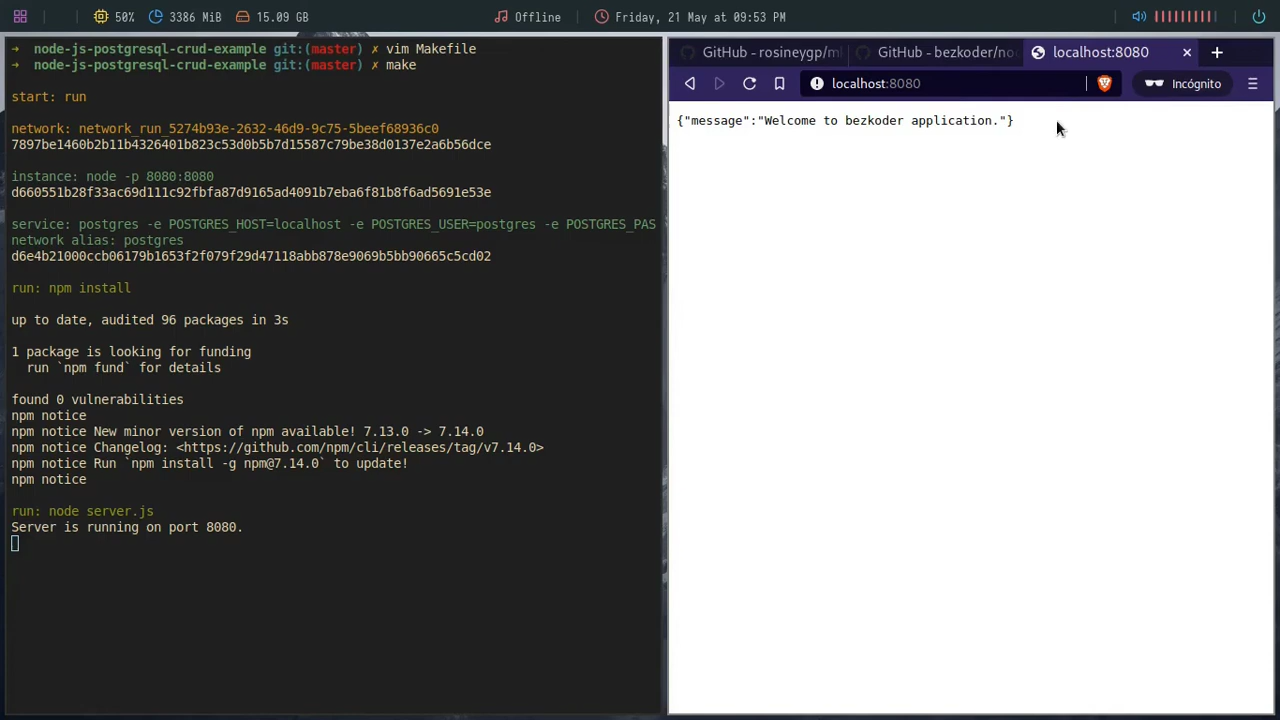 50% 3386 MiB 15.09 GB Offline Friday, 21 May at 09:53 PM
→ node-js-postgresql-crud-example git:(master) ✗ vim Makefile
→ node-js-postgresql-crud-example git:(master) ✗ make
start: run
network: network_run_5274b93e-2632-46d9-9c75-5beef68936c0
7897be1460b2b11b4326401b823c53d0b5b7d15587c79be38d0137e2a6b56dce
instance: node -p 8080:8080
d660551b28f33ac69d111c92fbfa87d9165ad4091b7eba6f81b8f6ad5691e53e
service: postgres -e POSTGRES_HOST=localhost -e POSTGRES_USER=postgres -e POSTGRES_PAS
network alias: postgres
d6e4b21000ccb06179b1653f2f079f29d47118abb878e9069b5bb90665c5cd02
run: npm install
up to date, audited 96 packages in 3s
1 package is looking for funding
run `npm fund` for details
found 0 vulnerabilities
npm notice
npm notice New minor version of npm available! 7.13.0 -> 7.14.0
npm notice Changelog: <https://github.com/npm/cli/releases/tag/v7.14.0>
npm notice Run `npm install -g npm@7.14.0` to update!
npm notice
run: node server.js
Server is running on port 8080.
GitHub - rosineygp/ml GitHub - bezkoder/no localhost:8080
localhost:8080 Incógnito
{"message":"Welcome to bezkoder application."}